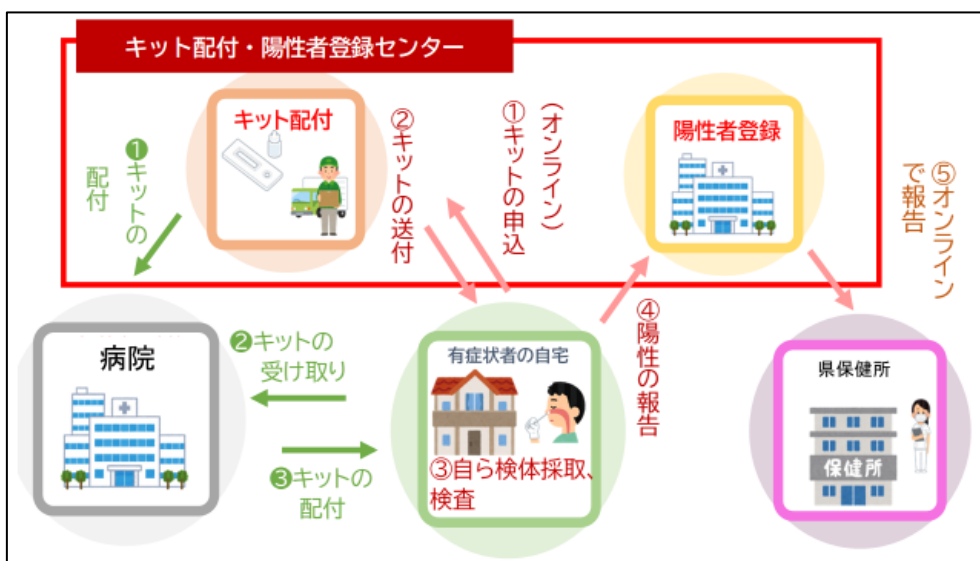 キット配付・陽性者登録センター
キット配付
❶キットの
配付
②キットの送付
①キットの申込
(オンライン)
陽性者登録
⑤オンライン
で報告
病院
❷キットの
受け取り
❸キットの
配付
有症状者の自宅
③自ら検体採取、
検査
④陽性の報告
県保健所
保健所